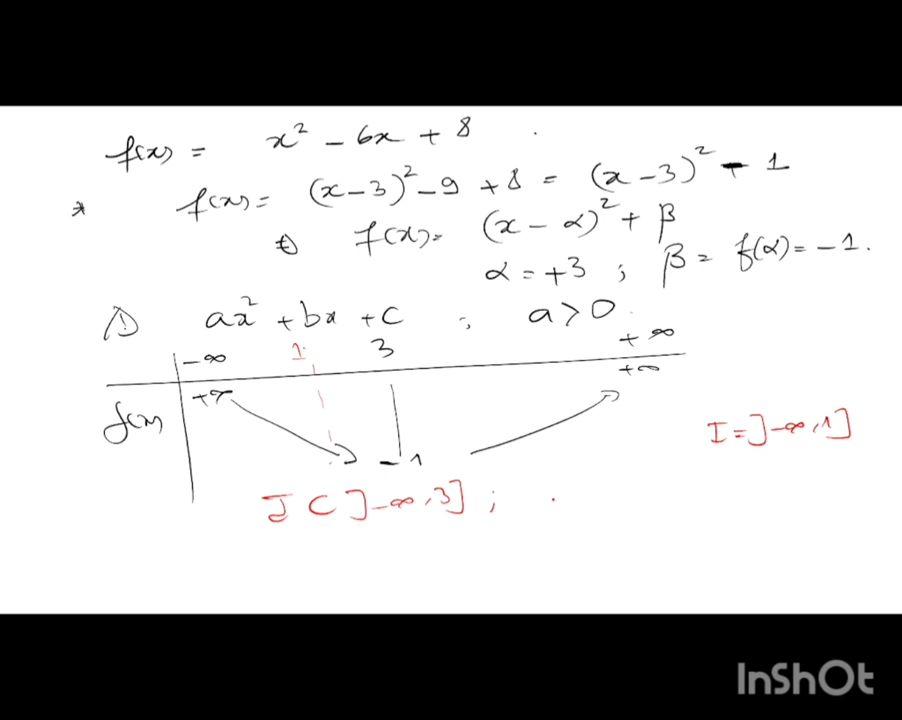 f(x) = x² - 6x + 8 .
* f(x) = (x-3)² - 9 + 8 = (x-3)² - 1
f(x) = (x - α)² + β
α = +3 ; β = f(α) = -1.
1) ax² + bx + c ; a > 0.
-∞ 1 3 +∞
f(x) +∞ -1 +∞
I = ]-∞, 1]
I ⊂ ]-∞, 3] ; .
InShOt